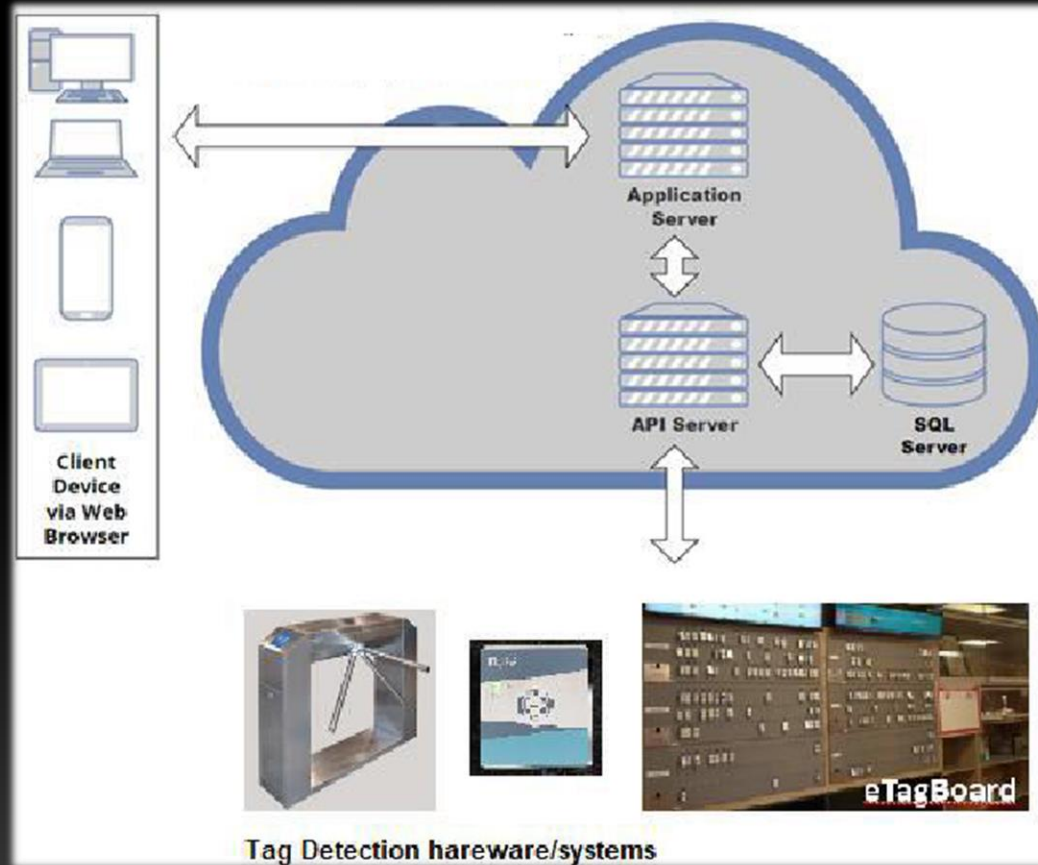 Application
Server
API Server
SQL
Server
Client
Device
via Web
Browser
eTagBoard
Tag Detection hareware/systems